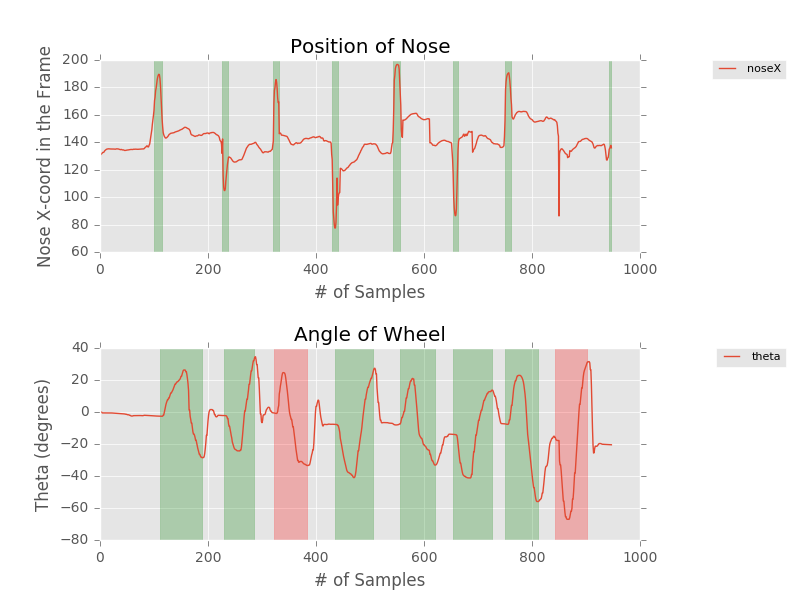 Position of Nose
200
180
160
140
120
100
80
60
Nose X-coord in the Frame
0 200 400 600 800 1000
# of Samples
noseX
Angle of Wheel
40
20
0
−20
−40
−60
−80
Theta (degrees)
0 200 400 600 800 1000
# of Samples
theta